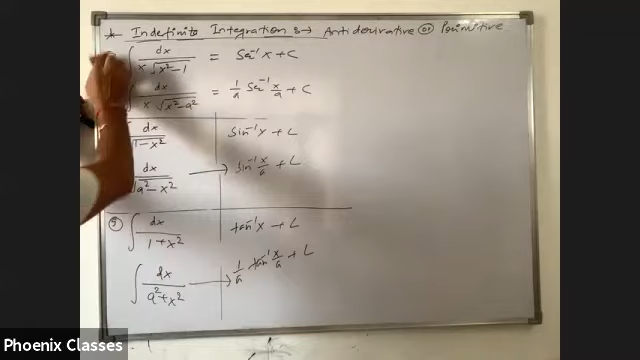 * Indefinite Integration :→ Antiderivative (OR) Primitive
∫ dx / x √x²-1 = Sec⁻¹ x + C
∫ dx / x √x²-a² = 1/a Sec⁻¹ x/a + C
dx / 1-x² sin⁻¹x + C
dx / a²-x² → sin⁻¹ x/a + C
⑨ ∫ dx / 1+x² tan⁻¹x + C
∫ dx / a²+x² → 1/a tan⁻¹ x/a + C
Phoenix Classes